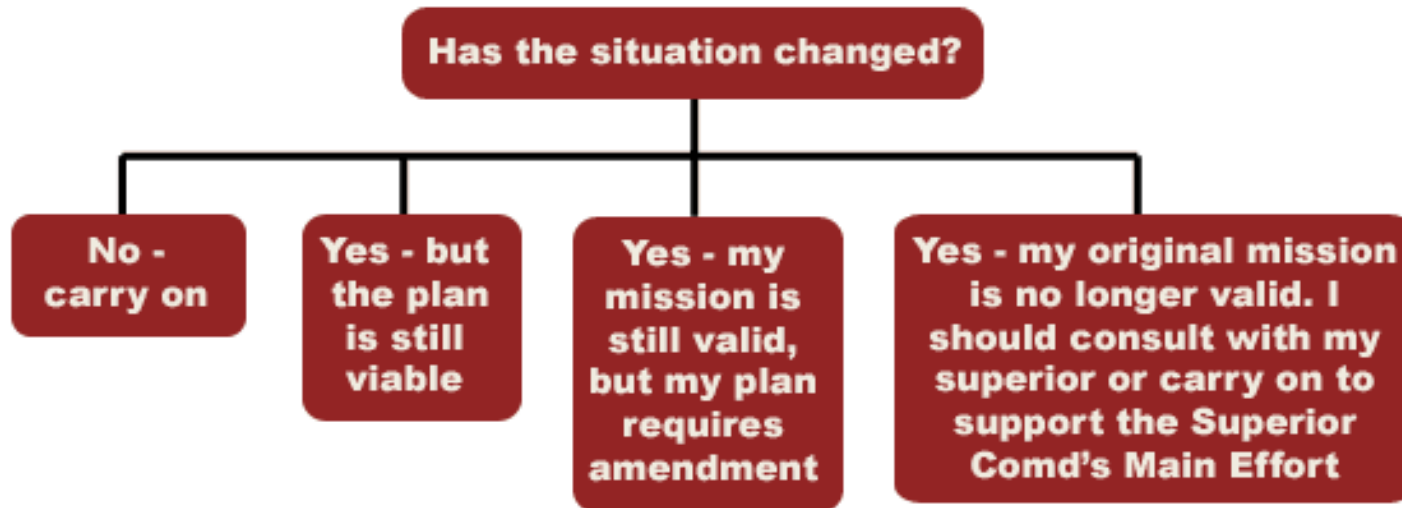 Has the situation changed?
No -
carry on
Yes - but
the plan
is still
viable
Yes - my
mission is
still valid,
but my plan
requires
amendment
Yes - my original mission
is no longer valid. I
should consult with my
superior or carry on to
support the Superior
Comd's Main Effort